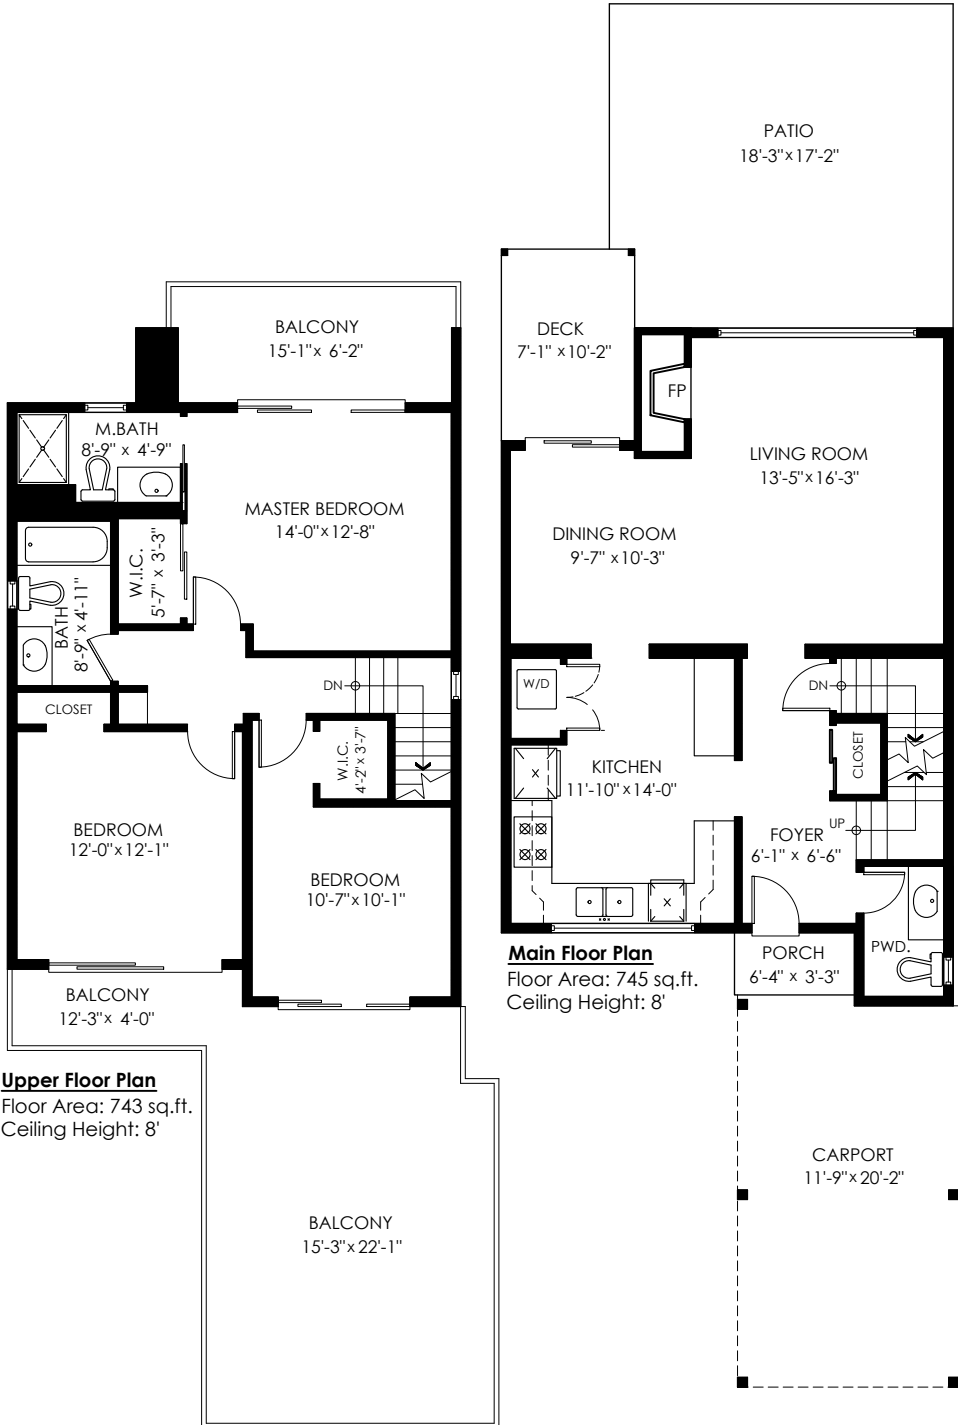 PATIO
18'-3" x 17'-2"
BALCONY
15'-1" x 6'-2"
DECK
7'-1" x 10'-2"
FP
M.BATH
8'-9" x 4'-9"
LIVING ROOM
13'-5" x 16'-3"
MASTER BEDROOM
14'-0" x 12'-8"
DINING ROOM
9'-7" x 10'-3"
W.I.C.
5'-7" x 3'-3"
BATH
8'-9" x 4'-11"
DN
W/D
DN
CLOSET
W.I.C.
4'-2" x 3'-7"
CLOSET
KITCHEN
11'-10" x 14'-0"
BEDROOM
12'-0" x 12'-1"
UP
FOYER
6'-1" x 6'-6"
BEDROOM
10'-7" x 10'-1"
PWD.
PORCH
6'-4" x 3'-3"
Main Floor Plan
Floor Area: 745 sq.ft.
Ceiling Height: 8'
BALCONY
12'-3" x 4'-0"
Upper Floor Plan
Floor Area: 743 sq.ft.
Ceiling Height: 8'
CARPORT
11'-9" x 20'-2"
BALCONY
15'-3" x 22'-1"